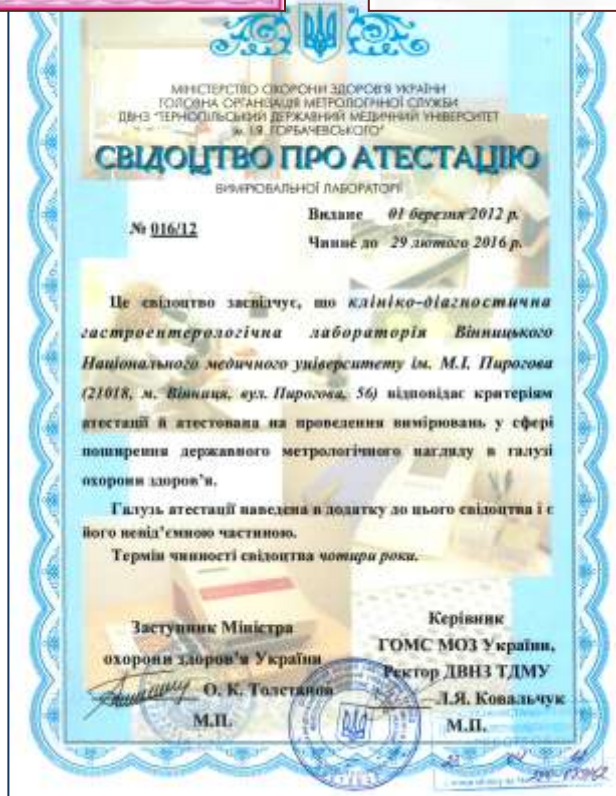 МІНІСТЕРСТВО ОХОРОНИ ЗДОРОВ'Я УКРАЇНИ
ГОЛОВНА ОРГАНІЗАЦІЯ МЕТРОЛОГІЧНОЇ СЛУЖБИ
ДВНЗ "ТЕРНОПІЛЬСЬКИЙ ДЕРЖАВНИЙ МЕДИЧНИЙ УНІВЕРСИТЕТ
ім. І.Я. ГОРБАЧЕВСЬКОГО"
СВІДОЦТВО ПРО АТЕСТАЦІЮ
ВИМІРЮВАЛЬНОЇ ЛАБОРАТОРІЇ
№ 016/12
Видане 01 березня 2012 р.
Чинне до 29 лютого 2016 р.
Це свідоцтво засвідчує, що клініко-діагностична
гастроентерологічна лабораторія Вінницького
Національного медичного університету ім. М.І. Пирогова
(21018, м. Вінниця, вул. Пирогова, 56) відповідає критеріям
атестації й атестована на проведення вимірювань у сфері
поширення державного метрологічного нагляду в галузі
охорони здоров'я.
Галузь атестації наведена в додатку до цього свідоцтва і є
його невід'ємною частиною.
Термін чинності свідоцтва чотири роки.
Заступник Міністра
охорони здоров'я України
О. К. Толстанов
М.П.
Керівник
ГОМС МОЗ України,
Ректор ДВНЗ ТДМУ
Л.Я. Ковальчук
М.П.